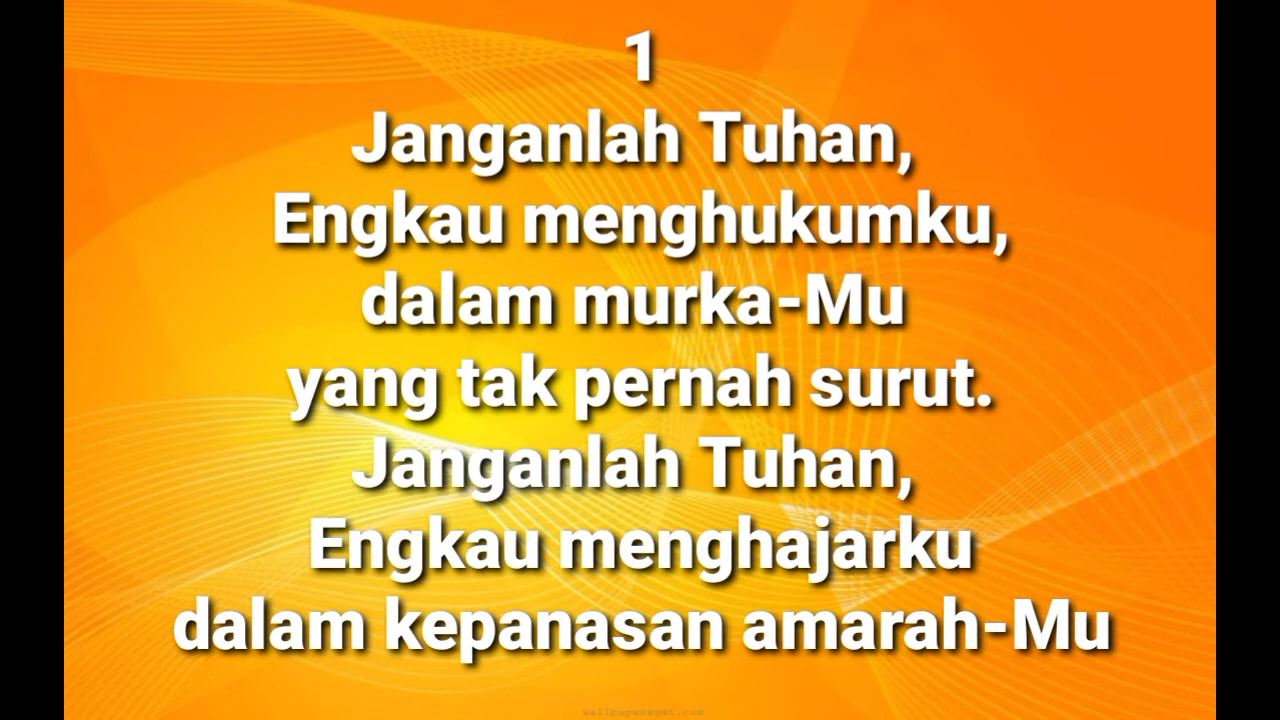 1
Janganlah Tuhan,
Engkau menghukumku,
dalam murka-Mu
yang tak pernah surut.
Janganlah Tuhan,
Engkau menghajarku
dalam kepanasan amarah-Mu